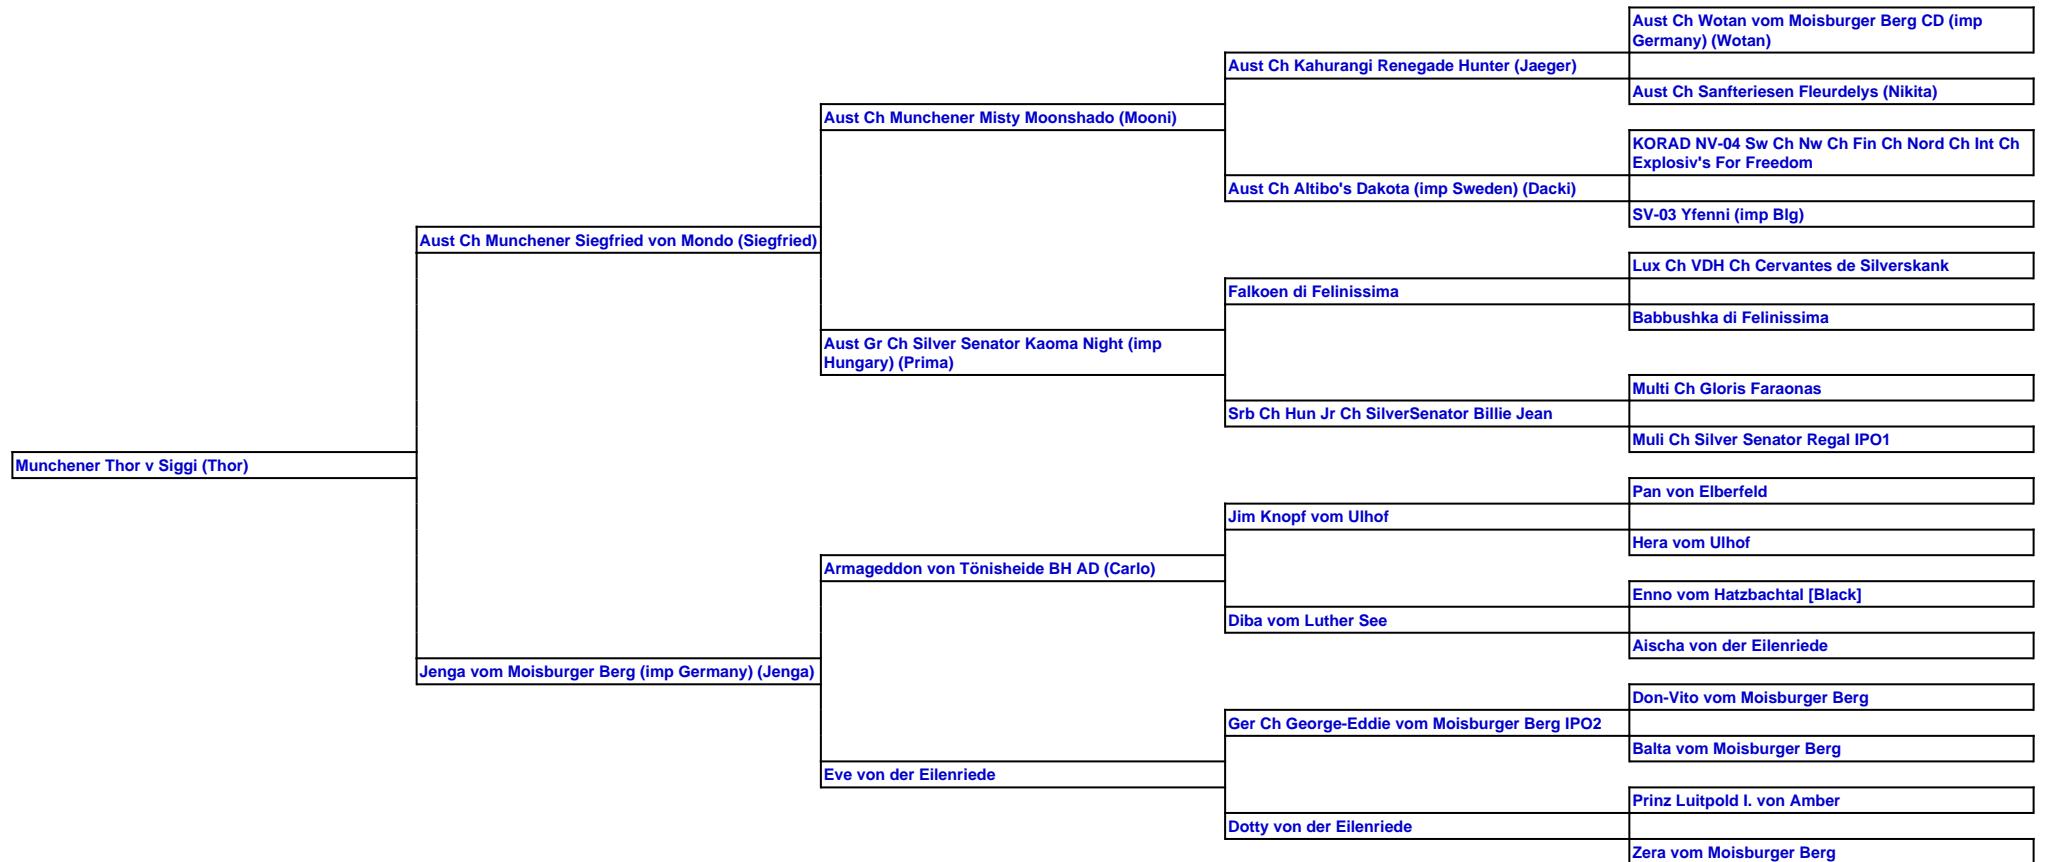 Aust Ch Wotan vom Moisburger Berg CD (imp
Germany) (Wotan)
Aust Ch Kahurangi Renegade Hunter (Jaeger)
Aust Ch Sanfteriesen Fleurdelys (Nikita)
Aust Ch Munchener Misty Moonshado (Mooni)
KORAD NV-04 Sw Ch Nw Ch Fin Ch Nord Ch Int Ch
Explosiv's For Freedom
Aust Ch Altibo's Dakota (imp Sweden) (Dacki)
SV-03 Yfenni (imp Blg)
Aust Ch Munchener Siegfried von Mondo (Siegfried)
Lux Ch VDH Ch Cervantes de Silverskank
Falkoen di Felinissima
Babbushka di Felinissima
Aust Gr Ch Silver Senator Kaoma Night (imp
Hungary) (Prima)
Multi Ch Gloris Faraonas
Srb Ch Hun Jr Ch SilverSenator Billie Jean
Muli Ch Silver Senator Regal IPO1
Munchener Thor v Siggi (Thor)
Pan von Elberfeld
Jim Knopf vom Ulhof
Hera vom Ulhof
Armageddon von Tönisheide BH AD (Carlo)
Enno vom Hatzbachtal [Black]
Diba vom Luther See
Aischa von der Eilenriede
Jenga vom Moisburger Berg (imp Germany) (Jenga)
Don-Vito vom Moisburger Berg
Ger Ch George-Eddie vom Moisburger Berg IPO2
Balta vom Moisburger Berg
Eve von der Eilenriede
Prinz Luitpold I. von Amber
Dotty von der Eilenriede
Zera vom Moisburger Berg